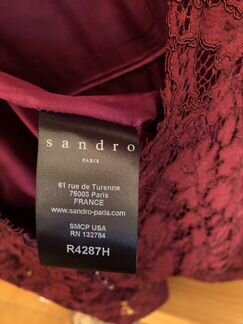 sandro
PARIS
61 rue de Turenne
75003 Paris
FRANCE
www.sandro-paris.com
SMCP USA
RN 132784
R4287H